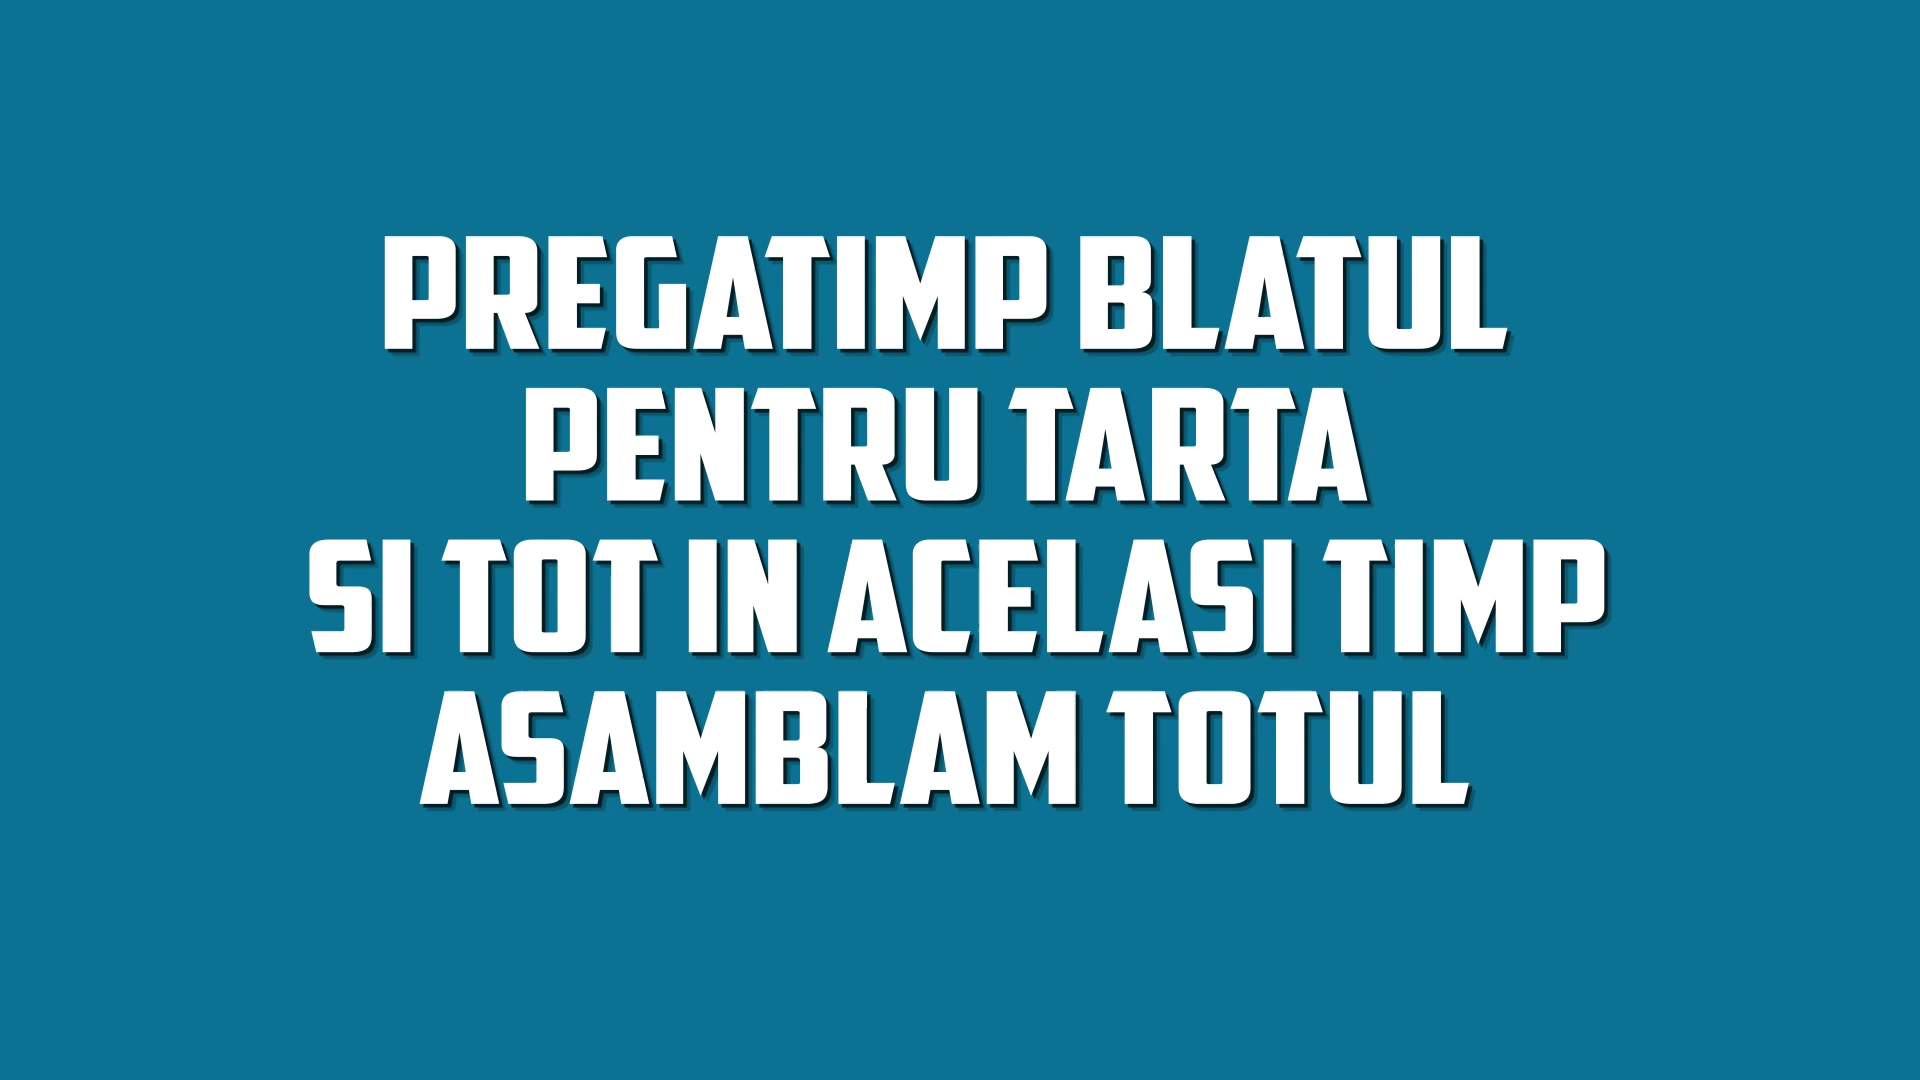 PREGATIMP BLATUL
PENTRU TARTA
SI TOT IN ACELASI TIMP
ASAMBLAM TOTUL